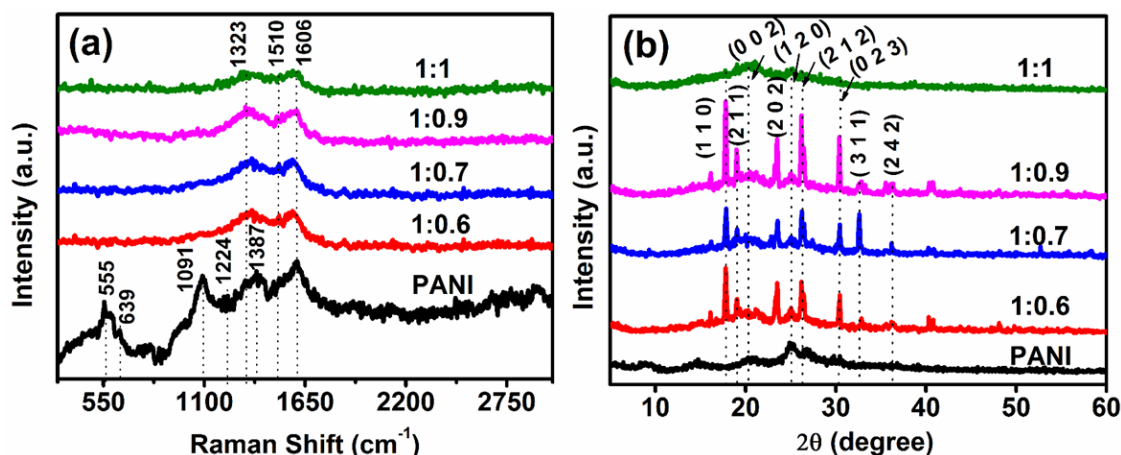 (a)
1323
1510
1606
1:1
1:0.9
1:0.7
1:0.6
PANI
555
639
1091
1224
1387
Intensity (a.u.)
550 1100 1650 2200 2750
Raman Shift (cm⁻¹)
(b)
(1 1 0)
(2 1 1)
(0 0 2)
(2 0 2)
(1 2 0)
(2 1 2)
(0 2 3)
(3 1 1)
(2 4 2)
1:1
1:0.9
1:0.7
1:0.6
PANI
Intensity (a.u.)
10 20 30 40 50 60
2θ (degree)